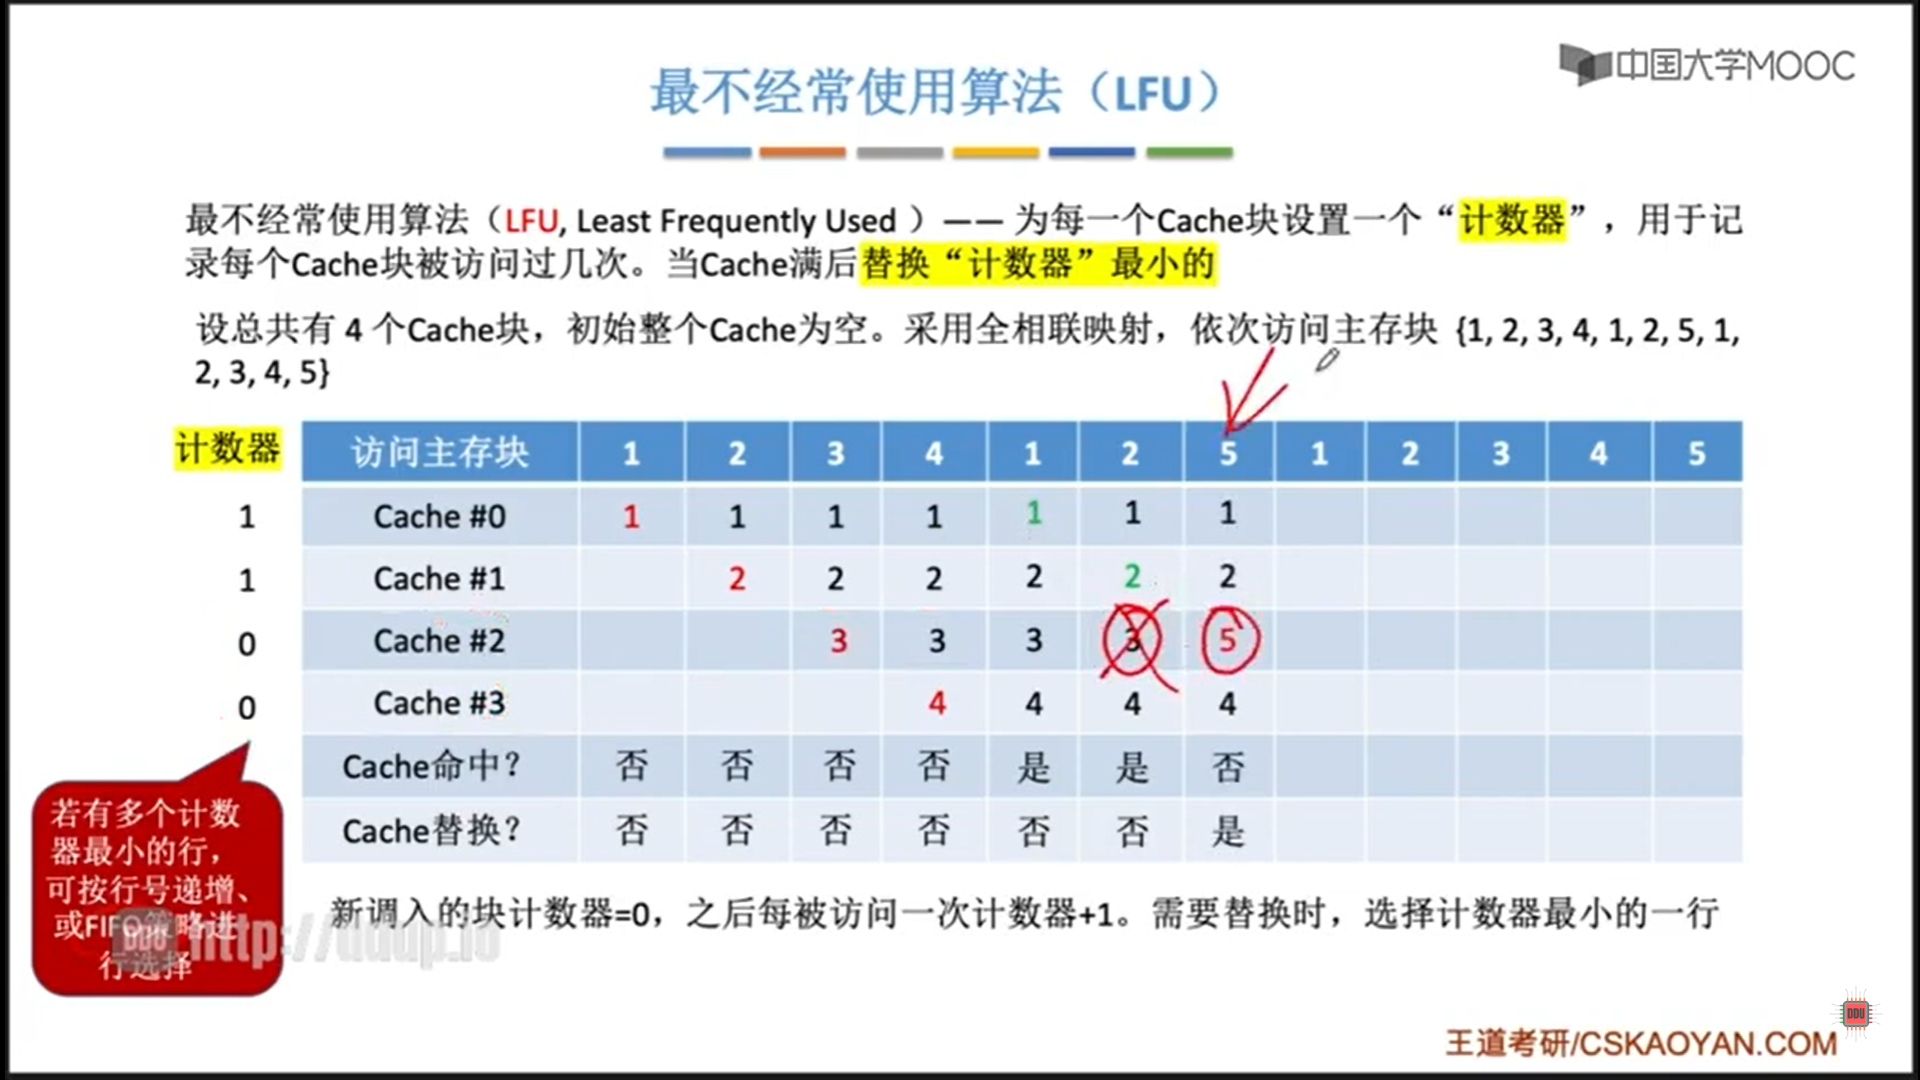 中国大学MOOC
最不经常使用算法（LFU）
最不经常使用算法（LFU, Least Frequently Used ）—— 为每一个Cache块设置一个“计数器”，用于记
录每个Cache块被访问过几次。当Cache满后替换“计数器”最小的
设总共有 4 个Cache块，初始整个Cache为空。采用全相联映射，依次访问主存块 {1, 2, 3, 4, 1, 2, 5, 1,
2, 3, 4, 5}
计数器 访问主存块 1 2 3 4 1 2 5 1 2 3 4 5
1 Cache #0 1 1 1 1 1 1 1
1 Cache #1 2 2 2 2 2 2
0 Cache #2 3 3 3 3 5
0 Cache #3 4 4 4 4
Cache命中？ 否 否 否 否 是 是 否
Cache替换？ 否 否 否 否 否 否 是
若有多个计数
器最小的行，
可按行号递增、
或FIFO策略进
行选择
新调入的块计数器=0，之后每被访问一次计数器+1。需要替换时，选择计数器最小的一行
DDU http://ddup.io
DDU
王道考研/CSKAOYAN.COM